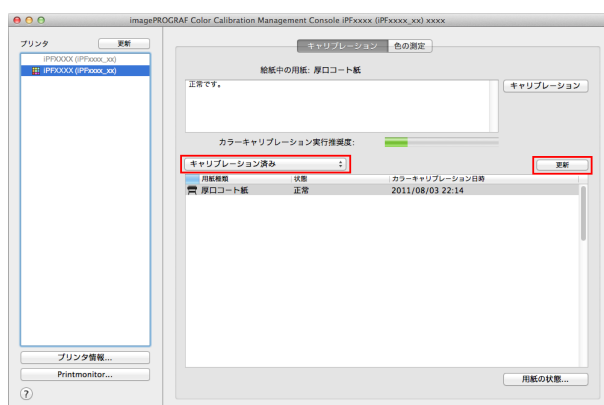 imagePROGRAF Color Calibration Management Console iPFxxxx (iPFxxxx_xx) xxxx
プリンタ
更新
iPFXXXX (iPFxxxx_xx)
iPFXXXX (iPFxxxx_xx)
プリンタ情報...
Printmonitor...
?
キャリブレーション 色の測定
給紙中の用紙: 厚口コート紙
正常です。
キャリブレーション
カラーキャリブレーション実行推奨度:
キャリブレーション済み
更新
用紙種類 状態 カラーキャリブレーション日時
厚口コート紙 正常 2011/08/03 22:14
用紙の状態...